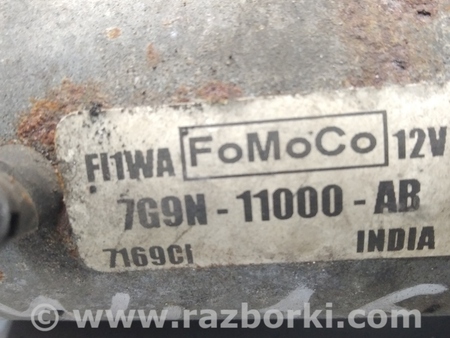 FI1WA FoMoCo 12V
7G9N - 11000 - AB
7169CI INDIA
© www.razborki.com